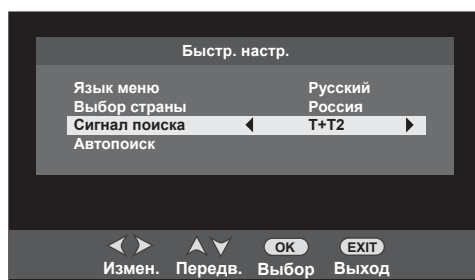 Быстр. настр.
Язык меню Русский
Выбор страны Россия
Сигнал поиска T+T2
Автопоиск
OK EXIT
Измен. Передв. Выбор Выход